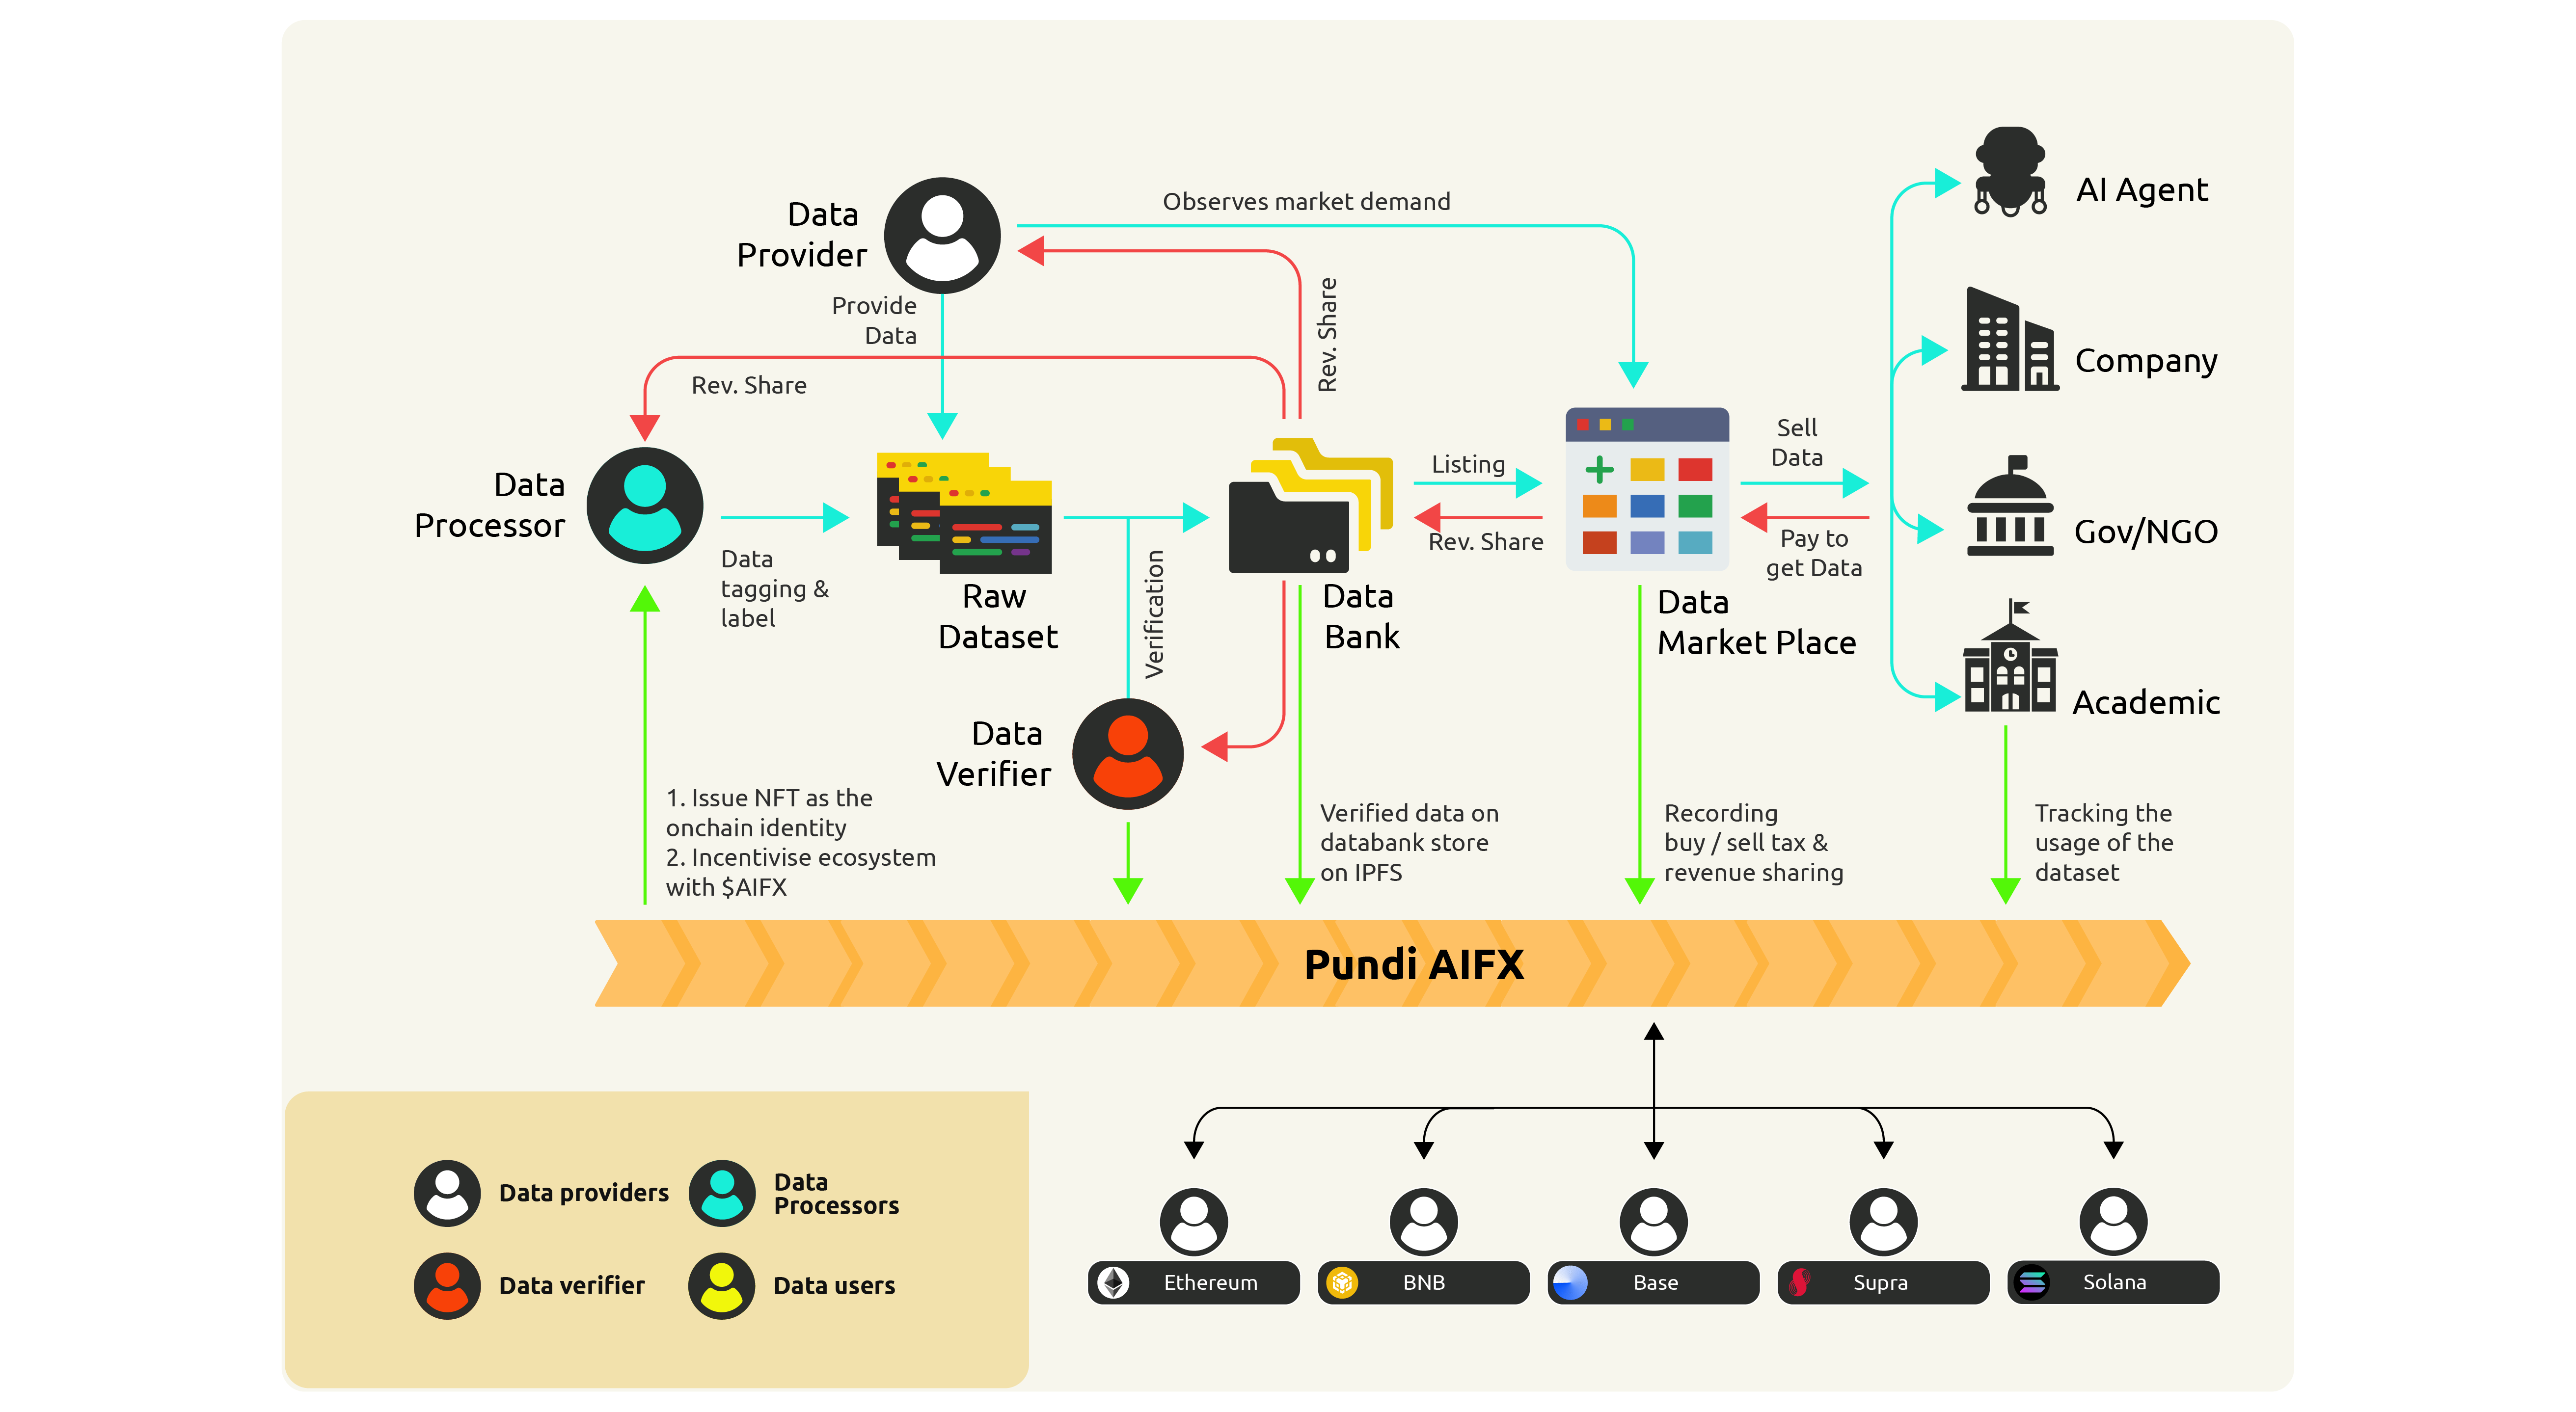 Data
Provider
Observes market demand
AI Agent
Provide
Data
Rev. Share
Rev. Share
Company
Data
Processor
Data
tagging &
label
Raw
Dataset
Verification
Data
Bank
Listing
Rev. Share
Data
Market Place
Sell
Data
Pay to
get Data
Gov/NGO
Academic
Data
Verifier
1. Issue NFT as the
onchain identity
2. Incentivise ecosystem
with $AIFX
Verified data on
databank store
on IPFS
Recording
buy / sell tax &
revenue sharing
Tracking the
usage of the
dataset
Pundi AIFX
Data providers
Data
Processors
Data verifier
Data users
Ethereum
BNB
Base
Supra
Solana